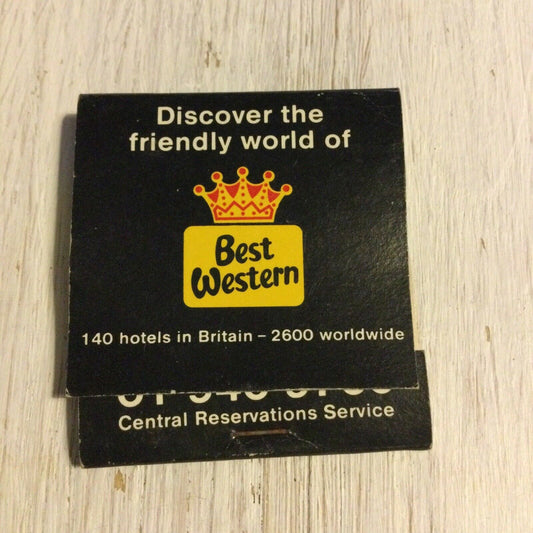 Discover the
friendly world of
Best
Western
140 hotels in Britain – 2600 worldwide
Central Reservations Service